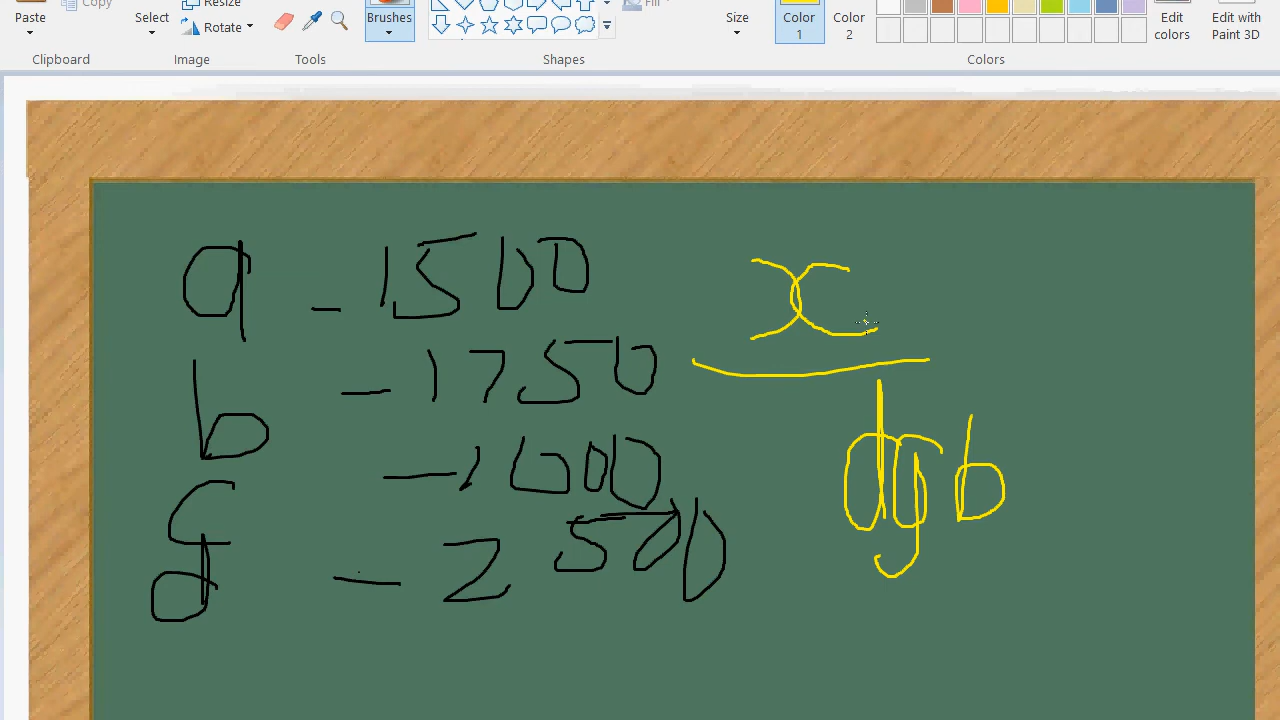 Copy Resize Fill
Paste Select Rotate Brushes Size Color 1 Color 2 Edit colors Edit with Paint 3D
Clipboard Image Tools Shapes Colors
a - 1500
b - 1750
c - 1600
d - 2500
x
dgb